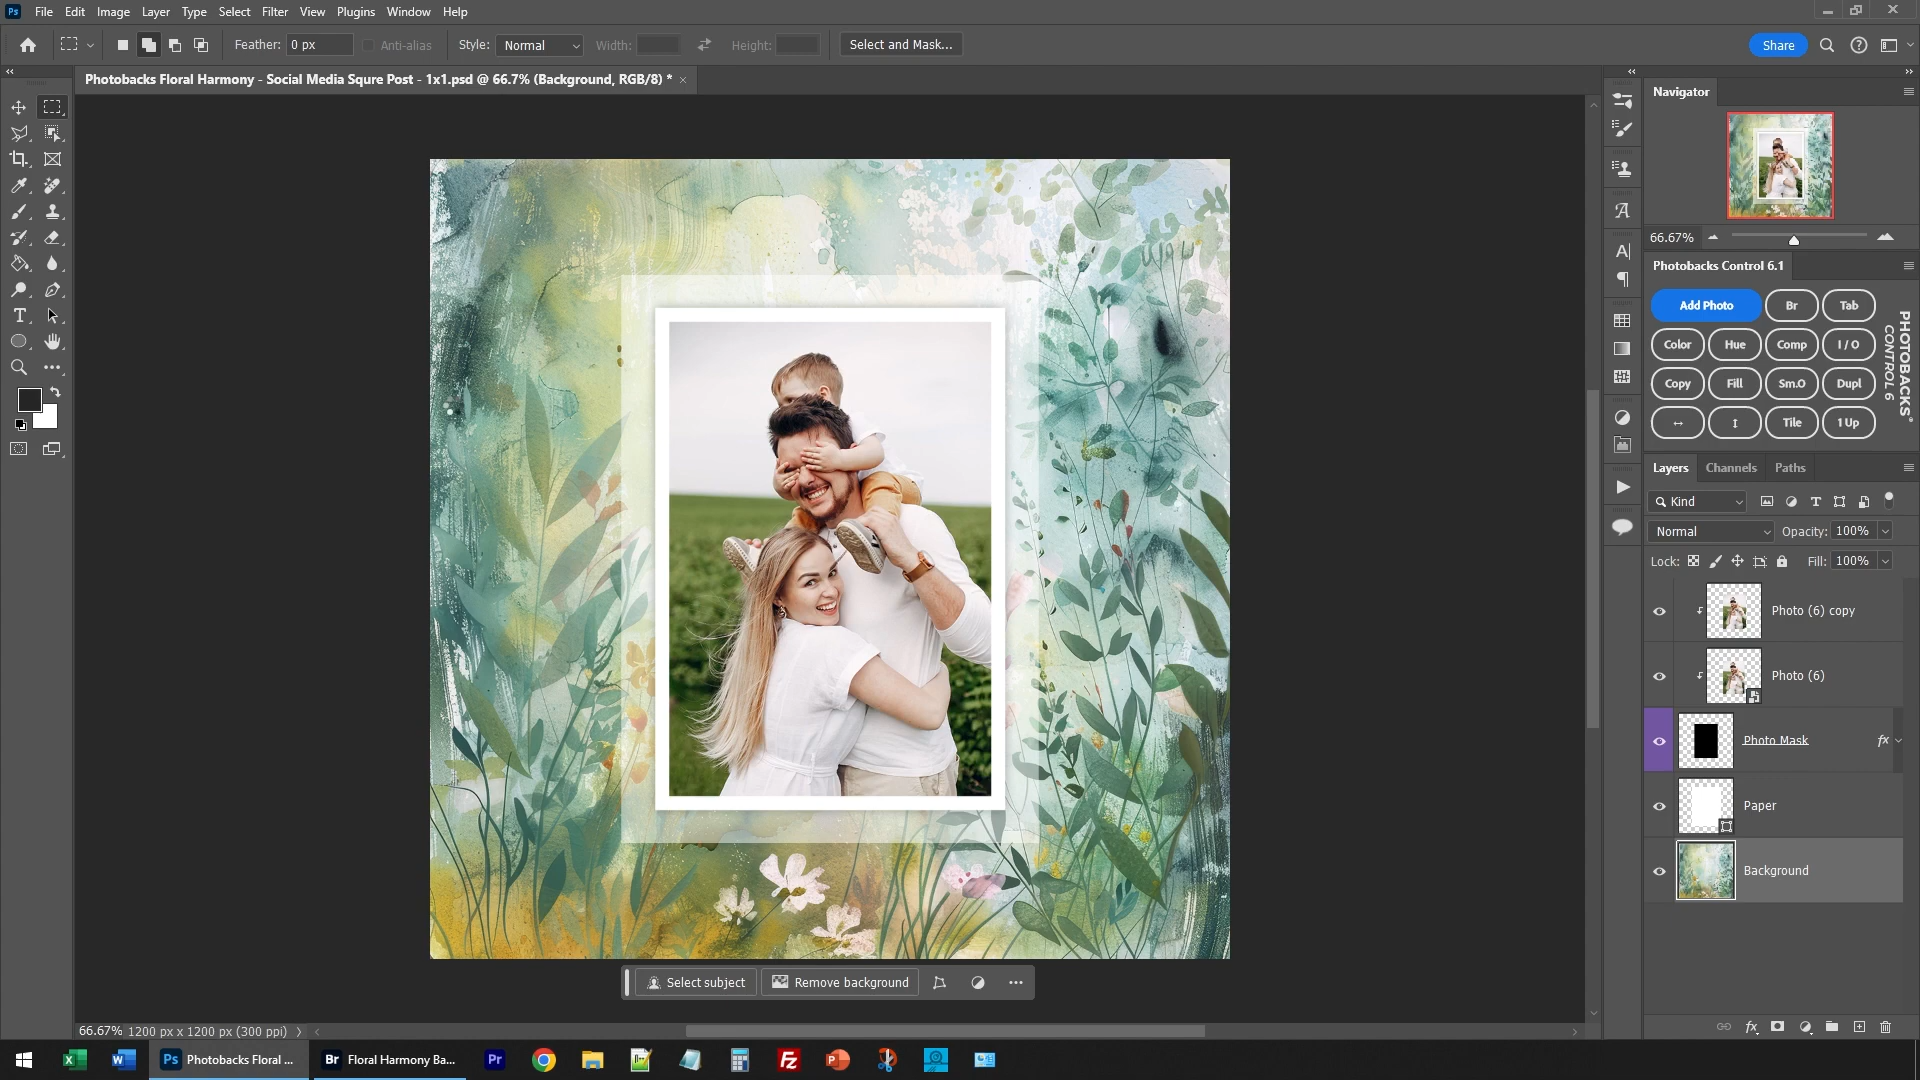 Ps File Edit Image Layer Type Select Filter View Plugins Window Help
Feather: 0 px Anti-alias Style: Normal Width: Height: Select and Mask... Share
Photobacks Floral Harmony - Social Media Squre Post - 1x1.psd @ 66.7% (Background, RGB/8) *
Navigator
66.67%
Photobacks Control 6.1
Add Photo Br Tab
Color Hue Comp I / O
Copy Fill Sm.O Dupl
Tile 1 Up
PHOTOBACKS®
CONTROL 6
Layers Channels Paths
Kind
Normal Opacity: 100%
Lock: Fill: 100%
Photo (6) copy
Photo (6)
Photo Mask fx
Paper
Background
Select subject Remove background
66.67% 1200 px x 1200 px (300 ppi)
fx
Ps Photobacks Floral ... Br Floral Harmony Ba... Pr Fz